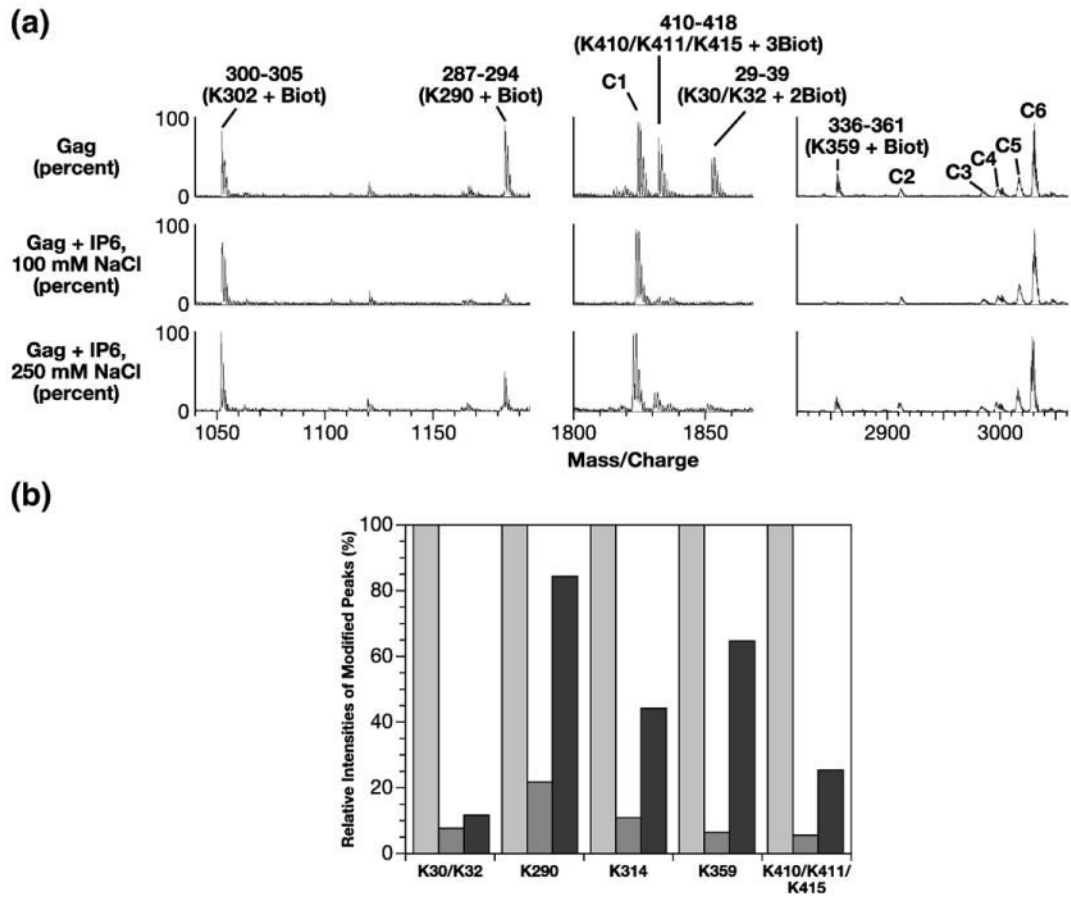 (a)
410-418
(K410/K411/K415 + 3Biot)
300-305
(K302 + Biot)
287-294
(K290 + Biot)
C1
29-39
(K30/K32 + 2Biot)
336-361
(K359 + Biot)
C2
C3
C4
C5
C6
Gag
(percent)
100
0
Gag + IP6,
100 mM NaCl
(percent)
100
0
Gag + IP6,
250 mM NaCl
(percent)
100
0
1050
1100
1150
1800
1850
2900
3000
Mass/Charge
(b)
Relative Intensities of Modified Peaks (%)
100
80
60
40
20
0
K30/K32
K290
K314
K359
K410/K411/
K415